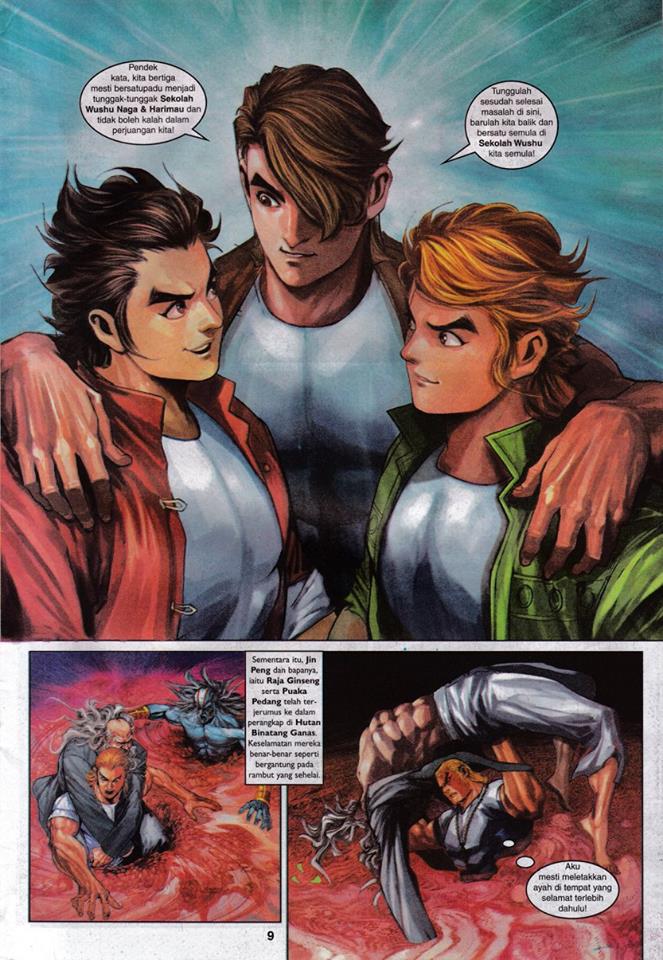 Pendek
kata, kita bertiga
mesti bersatupadu menjadi
tunggak-tunggak Sekolah
Wushu Naga & Harimau dan
tidak boleh kalah dalam
perjuangan kita!
Tunggulah
sesudah selesai
masalah di sini,
barulah kita balik dan
bersatu semula di
Sekolah Wushu
kita semula!
Sementara itu, Jin
Peng dan bapanya,
iaitu Raja Ginseng
serta Puaka
Pedang telah ter-
jerumus ke dalam
perangkap di Hutan
Binatang Ganas.
Keselamatan mereka
benar-benar seperti
bergantung pada
rambut yang sehelai.
Aku
mesti meletakkan
ayah di tempat yang
selamat terlebih
dahulu!
9